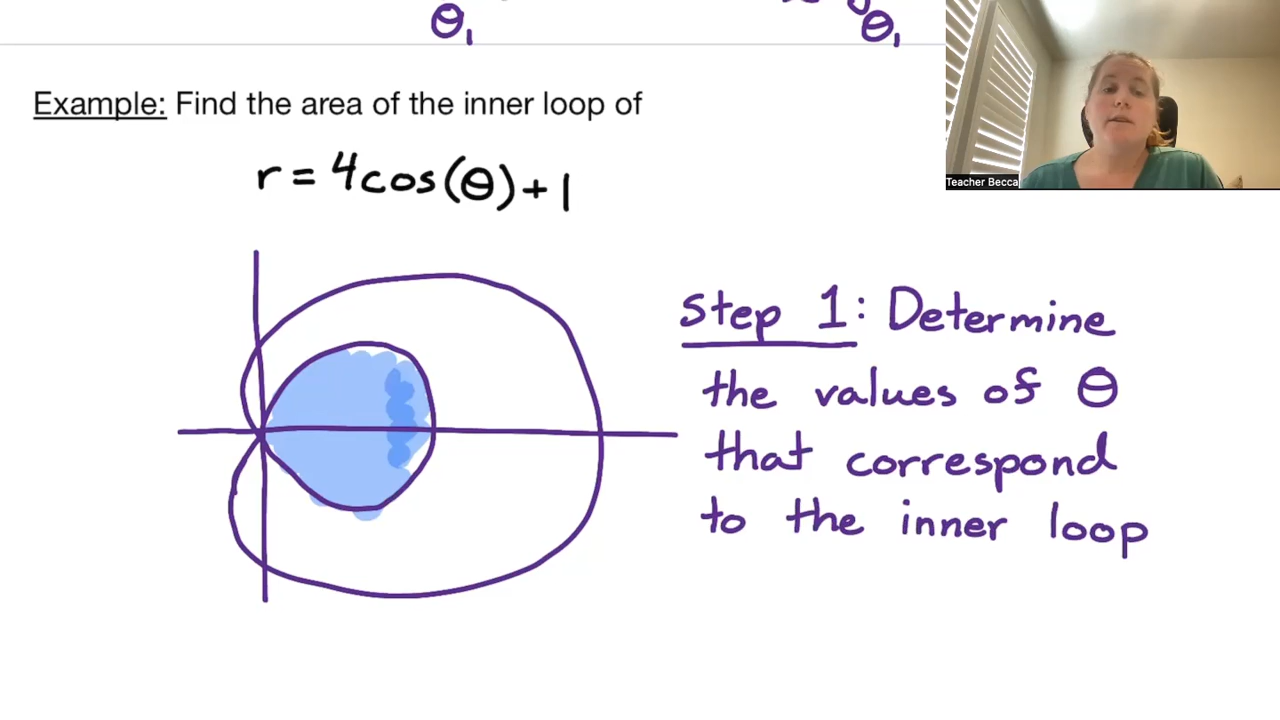 θ₁ θ₁
Example: Find the area of the inner loop of
r = 4cos(θ) + 1
Teacher Becca
Step 1: Determine
the values of θ
that correspond
to the inner loop